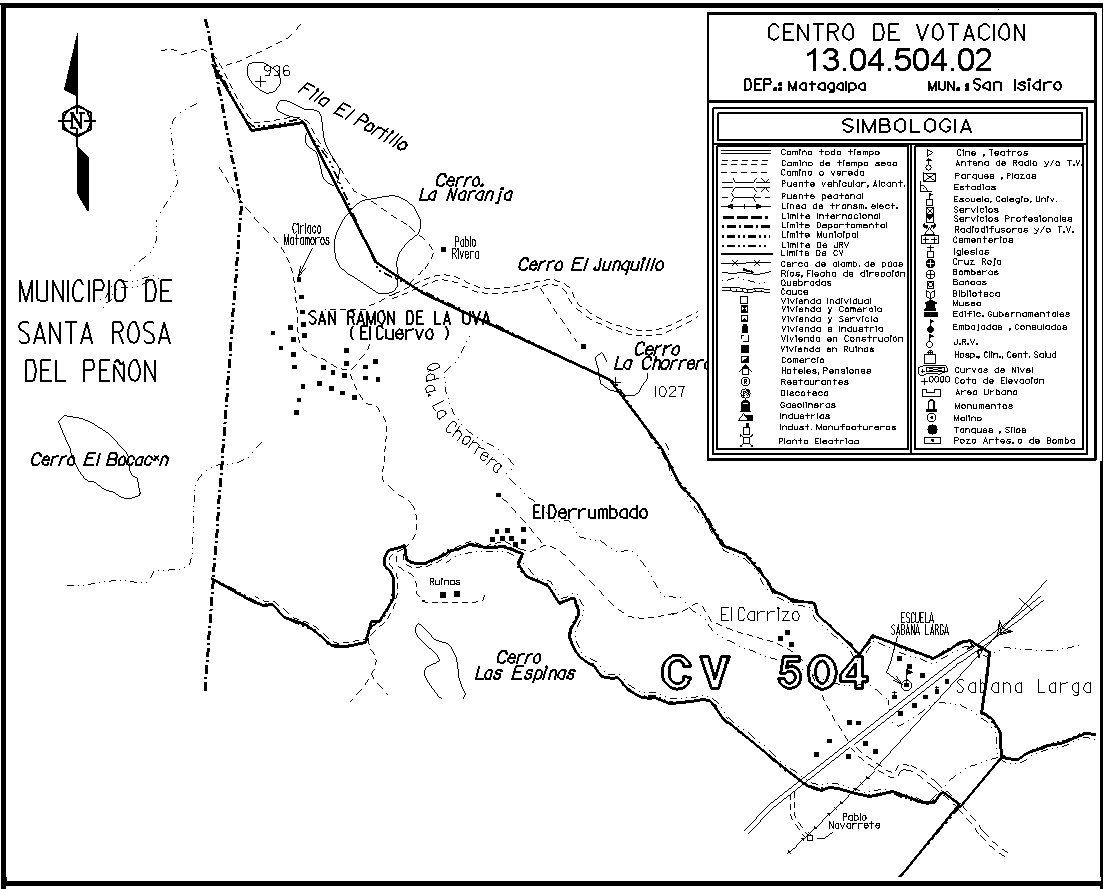 CENTRO DE VOTACION
13.04.504.02
DEP.: Matagalpa MUN.: San Isidro
SIMBOLOGIA
Camino todo tiempo
Camino de tiempo seco
Camino o vereda
Puente vehicular, Alcant.
Puente peatonal
Línea de transm. elect.
Límite Internacional
Límite Departamental
Límite Municipal
Límite De JRV
Límite De CV
Cerca de alamb. de púas
Ríos, Flecha de dirección
Quebradas
Cauce
Vivienda Individual
Vivienda y Comercio
Vivienda y Servicio
Vivienda e Industria
Vivienda en Construcción
Vivienda en Ruinas
Comercio
Hoteles, Pensiones
Restaurantes
Discoteca
Gasolineras
Industrias
Indust. Manufactureras
Planta Electrica
Cine , Teatros
Antena de Radio y/o T.V.
Parques , Plazas
Estadios
Escuela, Colegio, Univ.
Servicios
Servicios Profesionales
Radiodifusoras y/o T.V.
Cementerios
Iglesias
Cruz Roja
Bomberos
Bancos
Biblioteca
Museo
Edific. Gubernamentales
Embajadas , Consulados
J.R.V.
Hosp., Clin., Cent. Salud
Curvas de Nivel
+0000 Cota de Elevación
Area Urbana
Monumentos
Molino
Tanques , Silos
Pozo Artes. o de Bomba
N
996
Fila El Portillo
Cerro.
La Naranja
Ciriaco
Matamoros
Pablo
Rivera
Cerro El Junquillo
MUNICIPIO DE
SANTA ROSA
DEL PEÑON
SAN RAMON DE LA UVA
(El Cuervo )
Cerro
La Chorrera
1027
Qda. La Chorrera
Cerro El Bocac*n
El Derrumbado
Ruinas
El Carrizo
ESCUELA
SABANA LARGA
Cerro
Las Espinas
CV 504
Sabana Larga
Pablo
Navarrete